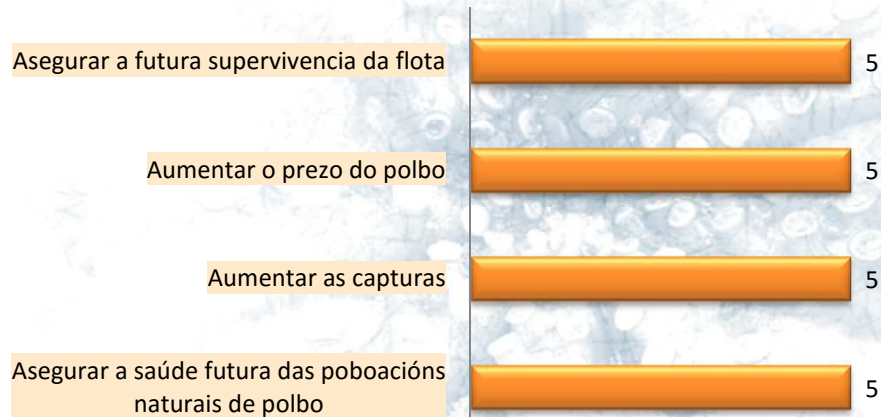 Asegurar a futura supervivencia da flota 5
Aumentar o prezo do polbo 5
Aumentar as capturas 5
Asegurar a saúde futura das poboacións
naturais de polbo 5